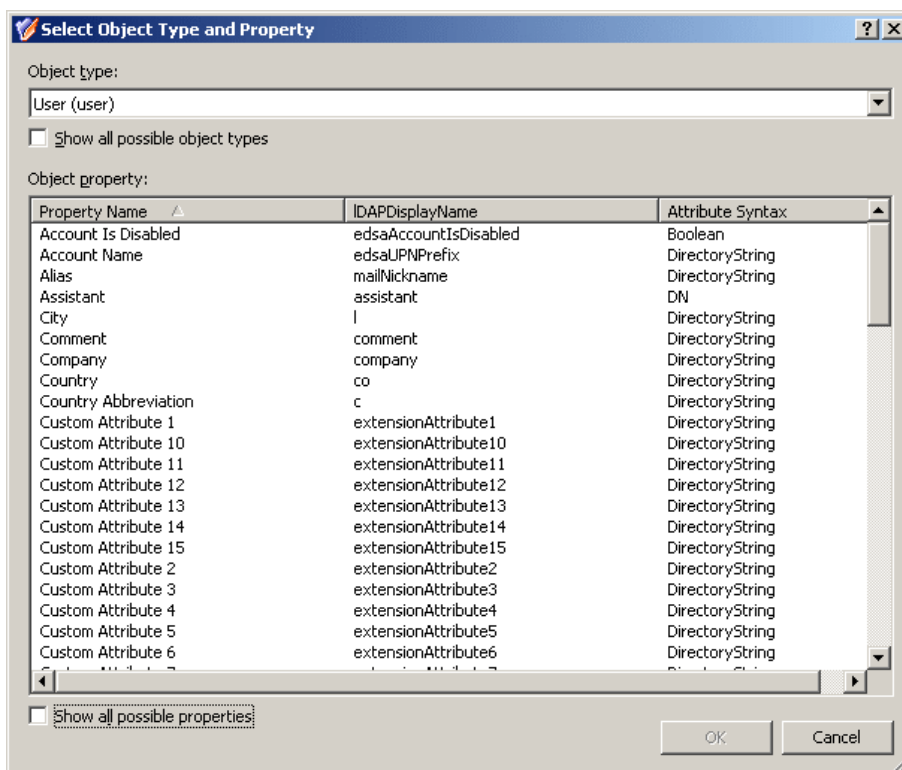 Select Object Type and Property
Object type:
User (user)
Show all possible object types
Object property:
Property Name lDAPDisplayName Attribute Syntax
Account Is Disabled edsaAccountIsDisabled Boolean
Account Name edsaUPNPrefix DirectoryString
Alias mailNickname DirectoryString
Assistant assistant DN
City l DirectoryString
Comment comment DirectoryString
Company company DirectoryString
Country co DirectoryString
Country Abbreviation c DirectoryString
Custom Attribute 1 extensionAttribute1 DirectoryString
Custom Attribute 10 extensionAttribute10 DirectoryString
Custom Attribute 11 extensionAttribute11 DirectoryString
Custom Attribute 12 extensionAttribute12 DirectoryString
Custom Attribute 13 extensionAttribute13 DirectoryString
Custom Attribute 14 extensionAttribute14 DirectoryString
Custom Attribute 15 extensionAttribute15 DirectoryString
Custom Attribute 2 extensionAttribute2 DirectoryString
Custom Attribute 3 extensionAttribute3 DirectoryString
Custom Attribute 4 extensionAttribute4 DirectoryString
Custom Attribute 5 extensionAttribute5 DirectoryString
Custom Attribute 6 extensionAttribute6 DirectoryString
Show all possible properties
OK Cancel